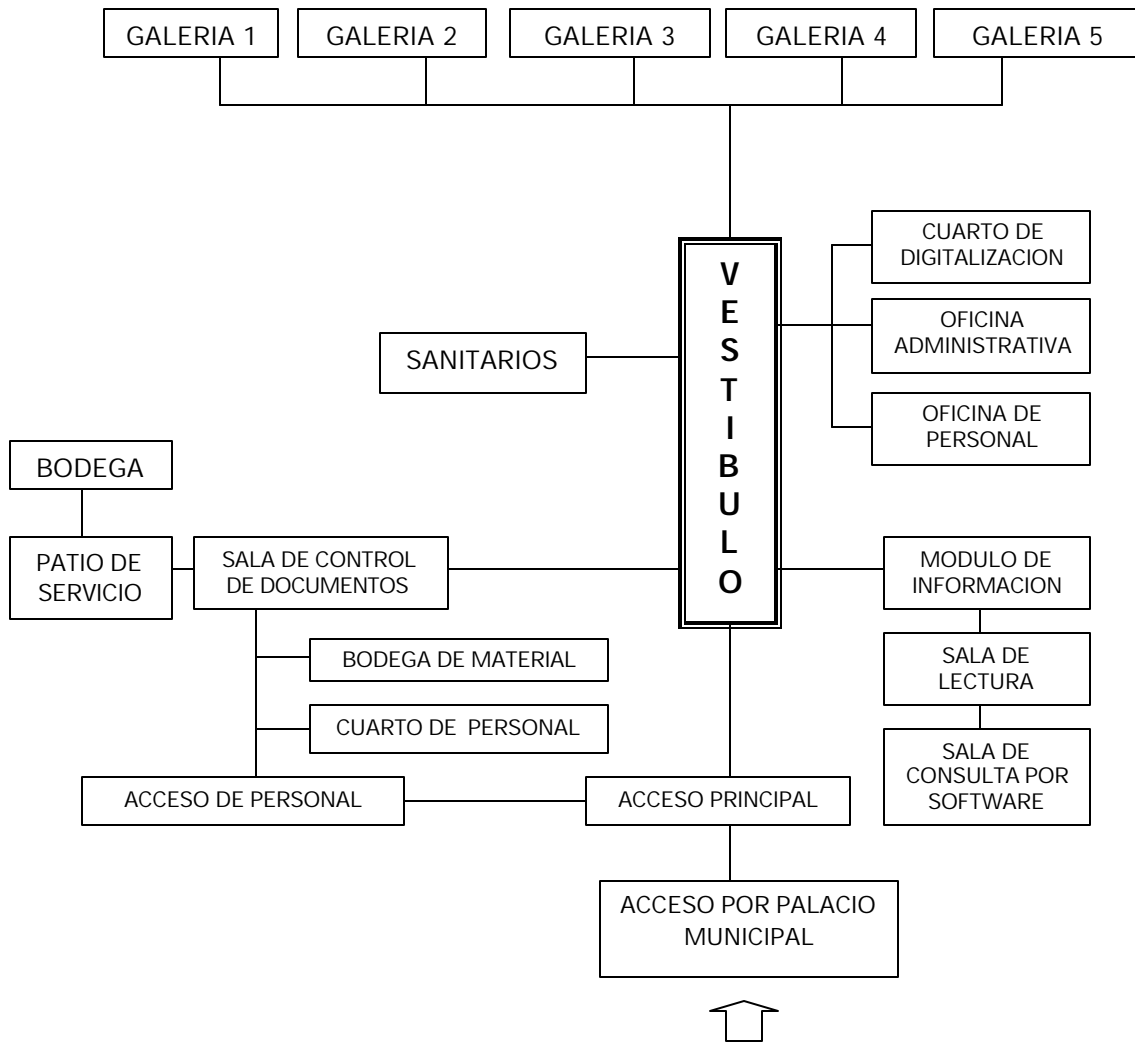 GALERIA 1
GALERIA 2
GALERIA 3
GALERIA 4
GALERIA 5
CUARTO DE
DIGITALIZACION
VESTIBULO
OFICINA
ADMINISTRATIVA
SANITARIOS
OFICINA DE
PERSONAL
BODEGA
PATIO DE
SERVICIO
SALA DE CONTROL
DE DOCUMENTOS
MODULO DE
INFORMACION
BODEGA DE MATERIAL
SALA DE
LECTURA
CUARTO DE PERSONAL
SALA DE
CONSULTA POR
SOFTWARE
ACCESO DE PERSONAL
ACCESO PRINCIPAL
ACCESO POR PALACIO
MUNICIPAL